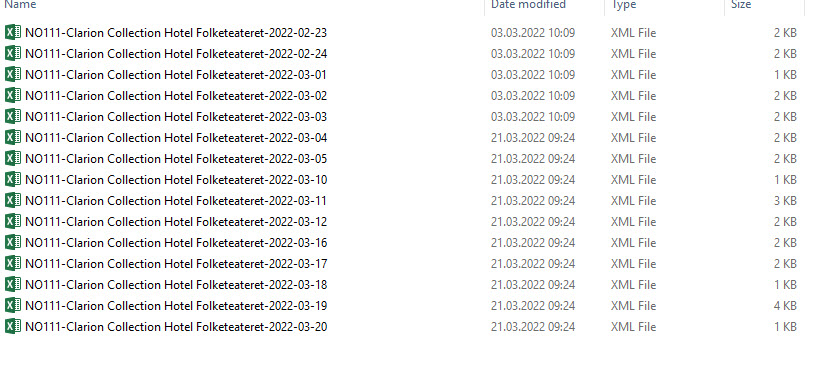 Name Date modified Type Size
NO111-Clarion Collection Hotel Folketeateret-2022-02-23 03.03.2022 10:09 XML File 2 KB
NO111-Clarion Collection Hotel Folketeateret-2022-02-24 03.03.2022 10:09 XML File 2 KB
NO111-Clarion Collection Hotel Folketeateret-2022-03-01 03.03.2022 10:09 XML File 1 KB
NO111-Clarion Collection Hotel Folketeateret-2022-03-02 03.03.2022 10:09 XML File 2 KB
NO111-Clarion Collection Hotel Folketeateret-2022-03-03 03.03.2022 10:09 XML File 2 KB
NO111-Clarion Collection Hotel Folketeateret-2022-03-04 21.03.2022 09:24 XML File 2 KB
NO111-Clarion Collection Hotel Folketeateret-2022-03-05 21.03.2022 09:24 XML File 2 KB
NO111-Clarion Collection Hotel Folketeateret-2022-03-10 21.03.2022 09:24 XML File 1 KB
NO111-Clarion Collection Hotel Folketeateret-2022-03-11 21.03.2022 09:24 XML File 3 KB
NO111-Clarion Collection Hotel Folketeateret-2022-03-12 21.03.2022 09:24 XML File 2 KB
NO111-Clarion Collection Hotel Folketeateret-2022-03-16 21.03.2022 09:24 XML File 2 KB
NO111-Clarion Collection Hotel Folketeateret-2022-03-17 21.03.2022 09:24 XML File 2 KB
NO111-Clarion Collection Hotel Folketeateret-2022-03-18 21.03.2022 09:24 XML File 1 KB
NO111-Clarion Collection Hotel Folketeateret-2022-03-19 21.03.2022 09:24 XML File 4 KB
NO111-Clarion Collection Hotel Folketeateret-2022-03-20 21.03.2022 09:24 XML File 1 KB